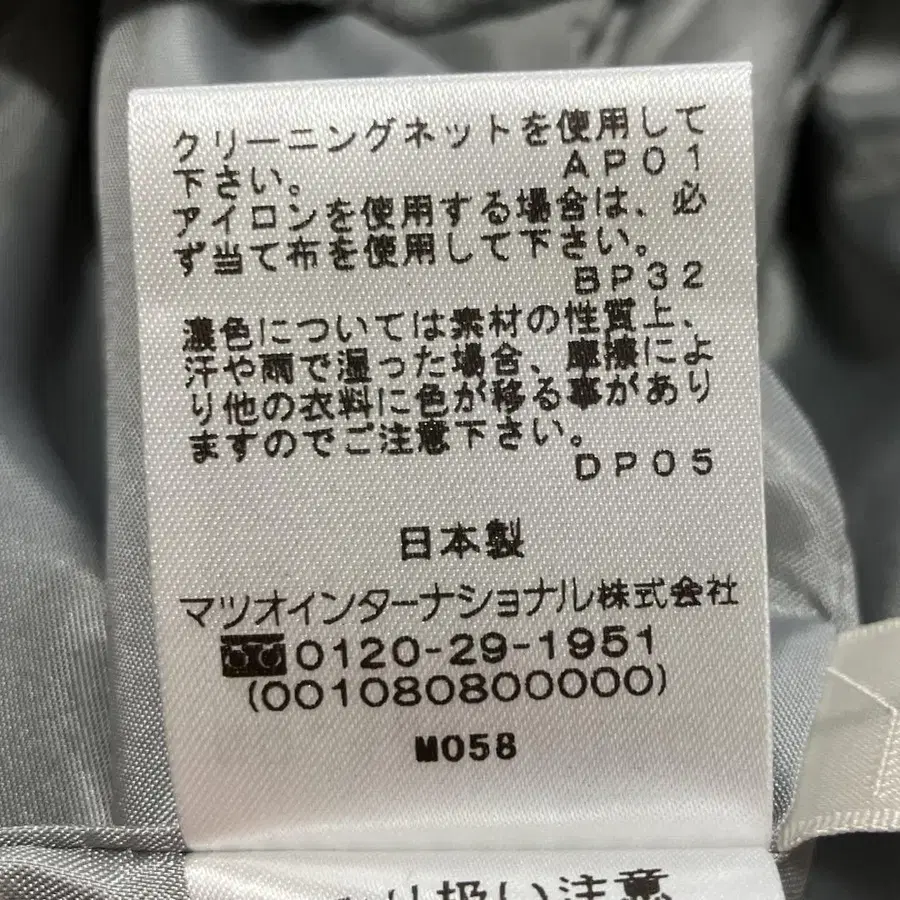 クリーニングネットを使用して
下さい。 AP01
アイロンを使用する場合は、必
ず当て布を使用して下さい。
BP32
濃色については素材の性質上、
汗や雨で湿った場合、摩擦によ
り他の衣料に色が移る事があり
ますのでご注意下さい。
DP05
日本製
マツオインターナショナル株式会社
0120-29-1951
(001080800000)
M058
り扱い注意